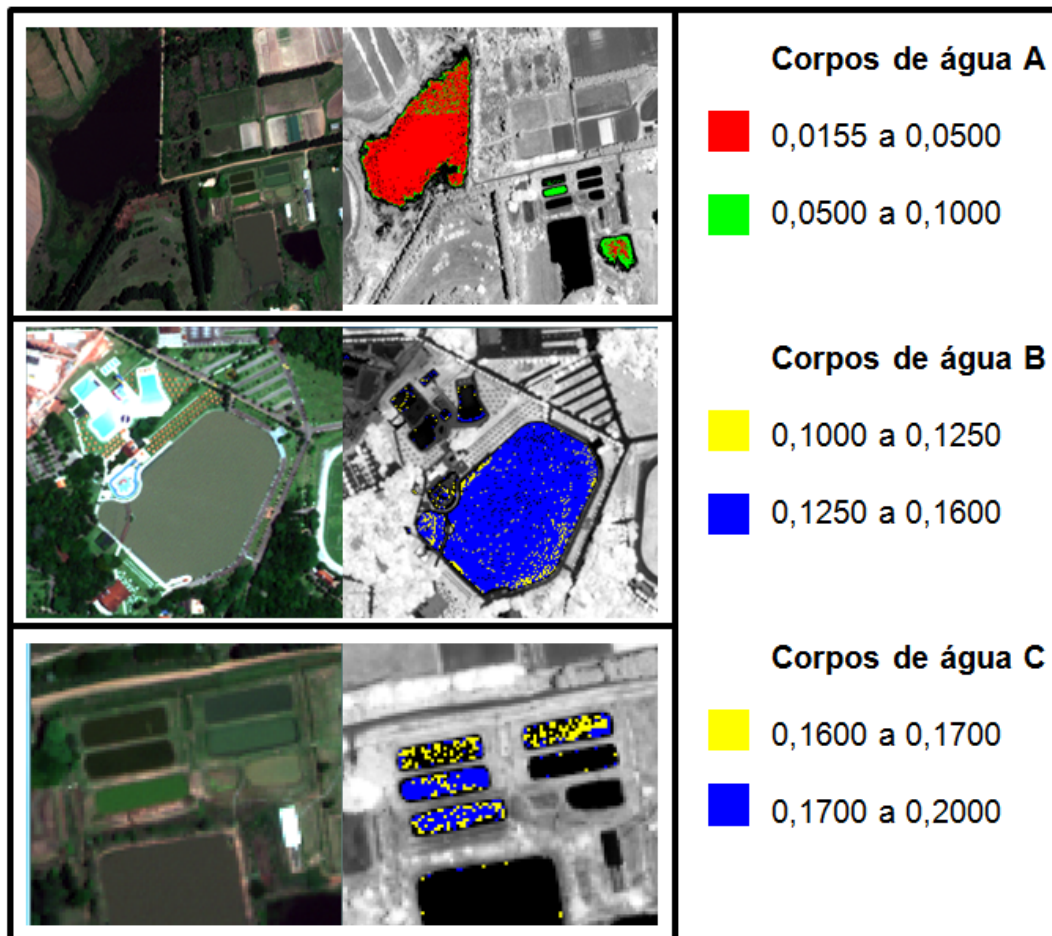 Corpos de água A
0,0155 a 0,0500
0,0500 a 0,1000
Corpos de água B
0,1000 a 0,1250
0,1250 a 0,1600
Corpos de água C
0,1600 a 0,1700
0,1700 a 0,2000